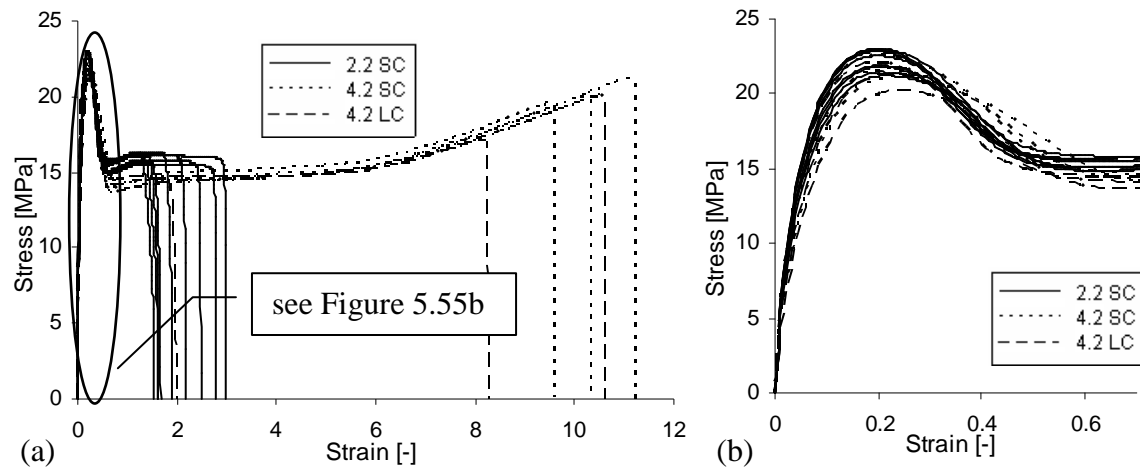 25
20
15
10
5
0
Stress [MPa]
2.2 SC
4.2 SC
4.2 LC
see Figure 5.55b
0 2 4 6 8 10 12
Strain [-]
(a)
25
20
15
10
5
0
Stress [MPa]
2.2 SC
4.2 SC
4.2 LC
0 0.2 0.4 0.6
Strain [-]
(b)